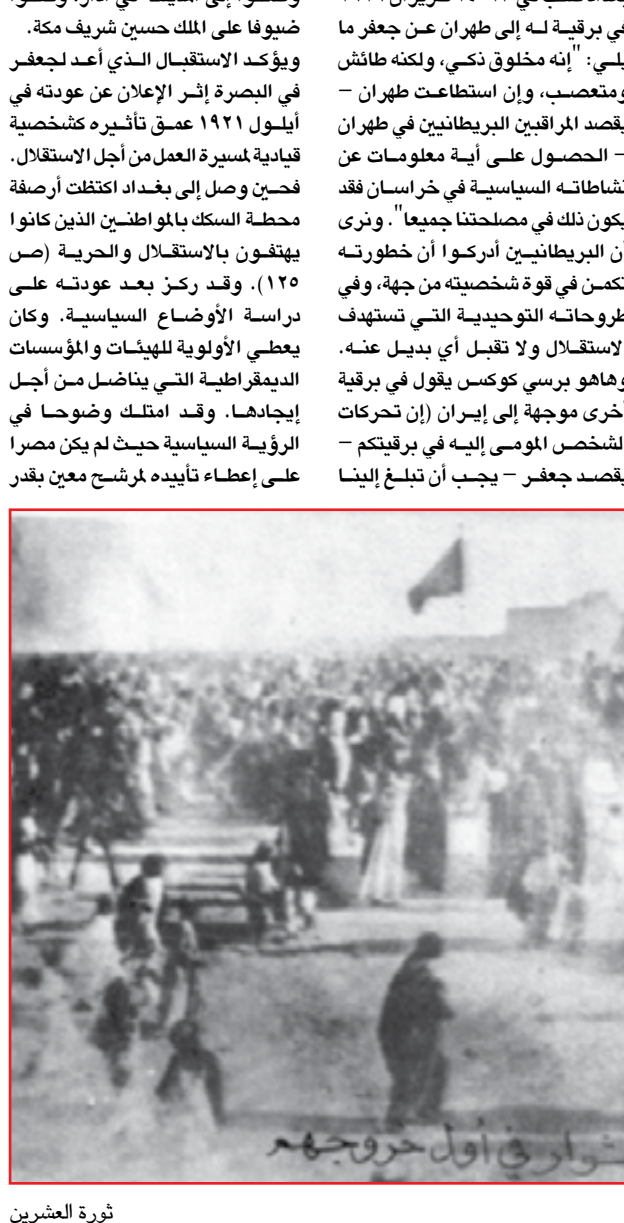 في برقية له إلى طهران عن جعفر ما
يلي: "إنه مخلوق ذكي، ولكنه طائش
ومتعصب، وإن استطاعت طهران –
يقصد المراقبين البريطانيين في طهران
– الحصول على أية معلومات عن
نشاطاته السياسية في خراسان فقد
يكون ذلك في مصلحتنا جميعا". ونرى
أن البريطانيين أدركوا أن خطورته
تكمن في قوة شخصيته من جهة، وفي
طروحاته التوحيدية التي تستهدف
الاستقلال ولا تقبل أي بديل عنه.
وهاهو برسي كوكس يقول في برقية
أخرى موجهة إلى إيران (إن تحركات
الشخص المومى إليه في برقيتكم –
يقصد جعفر – يجب أن تبلغ إلينا
ضيوفا على الملك حسين شريف مكة.
ويؤكد الاستقبال الذي أعد لجعفر
في البصرة إثر الإعلان عن عودته في
أيلول ١٩٢١ عمق تأثيره كشخصية
قيادية لمسيرة العمل من أجل الاستقلال.
فحين وصل إلى بغداد اكتظت أرصفة
محطة السكك بالمواطنين الذين كانوا
يهتفون بالاستقلال والحرية (ص
١٢٥). وقد ركز بعد عودته على
دراسة الأوضاع السياسية. وكان
يعطي الأولوية للهيئات والمؤسسات
الديمقراطية التي يناضل من أجل
إيجادها. وقد امتلك وضوحا في
الرؤية السياسية حيث لم يكن مصرا
على إعطاء تأييده لمرشح معين بقدر
في أول خروجهم
ثورة العشرين